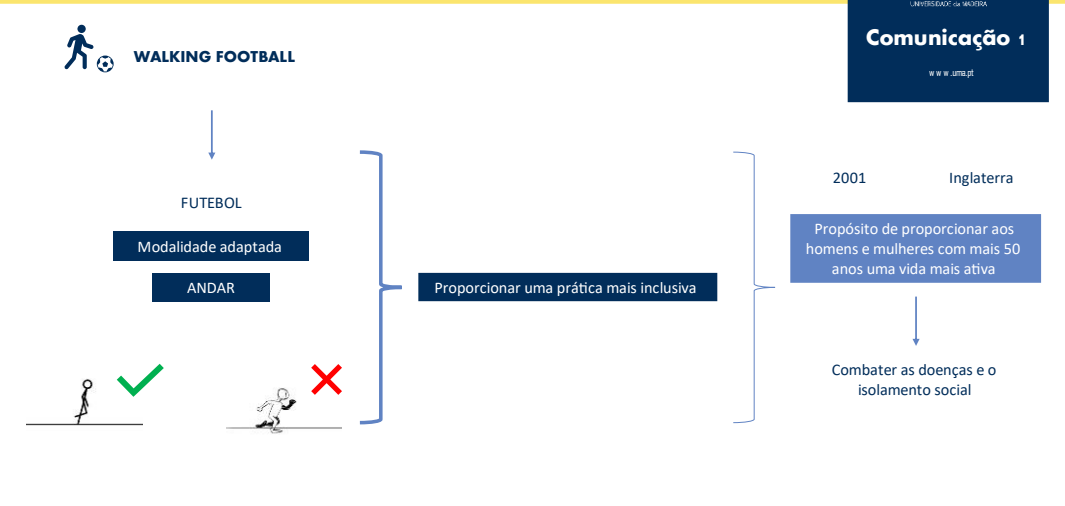 UNIVERSIDADE da MADEIRA
Comunicação 1
www.uma.pt
WALKING FOOTBALL
FUTEBOL
Modalidade adaptada
ANDAR
Proporcionar uma prática mais inclusiva
2001 Inglaterra
Propósito de proporcionar aos
homens e mulheres com mais 50
anos uma vida mais ativa
Combater as doenças e o
isolamento social